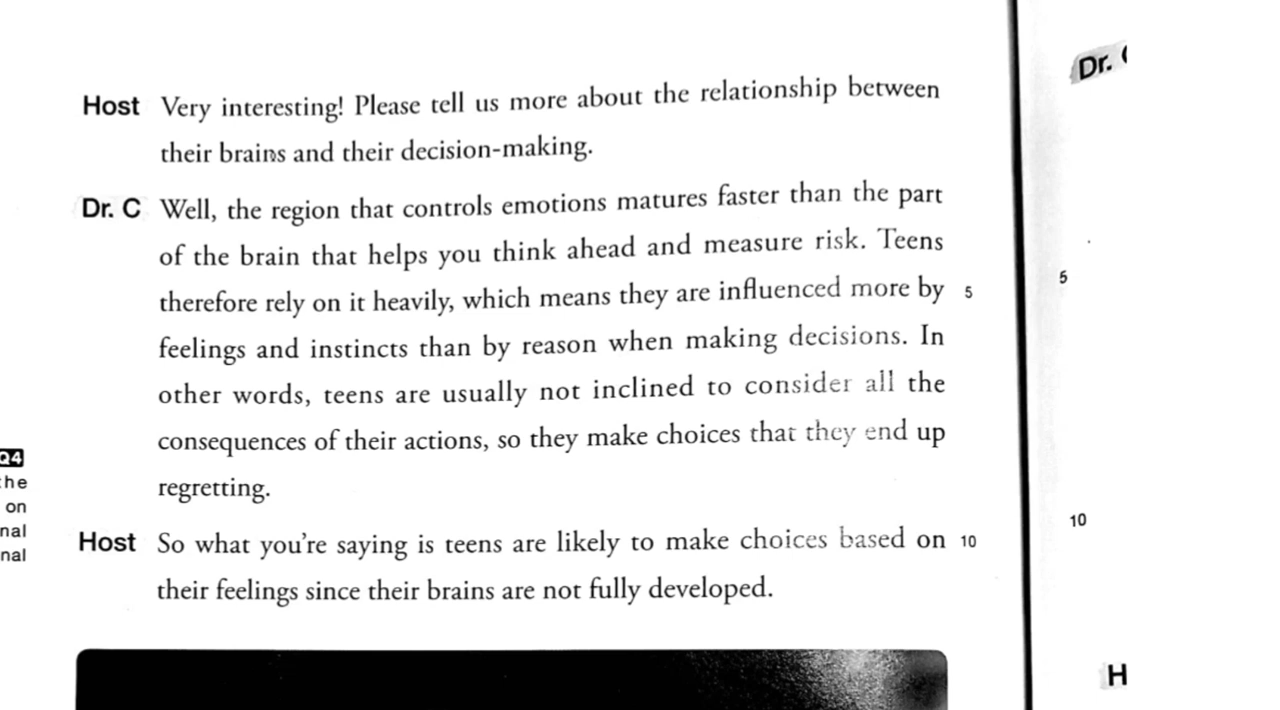 Host Very interesting! Please tell us more about the relationship between
their brains and their decision-making.
Dr. C Well, the region that controls emotions matures faster than the part
of the brain that helps you think ahead and measure risk. Teens
therefore rely on it heavily, which means they are influenced more by 5
feelings and instincts than by reason when making decisions. In
other words, teens are usually not inclined to consider all the
consequences of their actions, so they make choices that they end up
regretting.
Host So what you're saying is teens are likely to make choices based on 10
their feelings since their brains are not fully developed.
Q4
on
Dr.
5
10
H